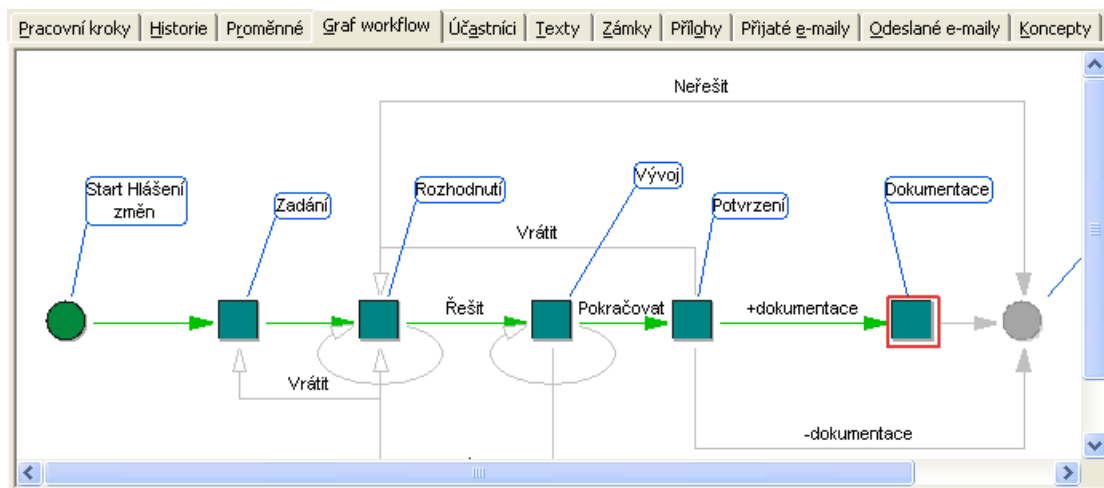 Pracovní kroky
Historie
Proměnné
Graf workflow
Účastníci
Texty
Zámky
Přílohy
Přijaté e-maily
Odeslané e-maily
Koncepty
Neřešit
Start Hlášení
změn
Zadání
Rozhodnutí
Vývoj
Potvrzení
Dokumentace
Vrátit
Řešit
Pokračovat
+dokumentace
Vrátit
-dokumentace